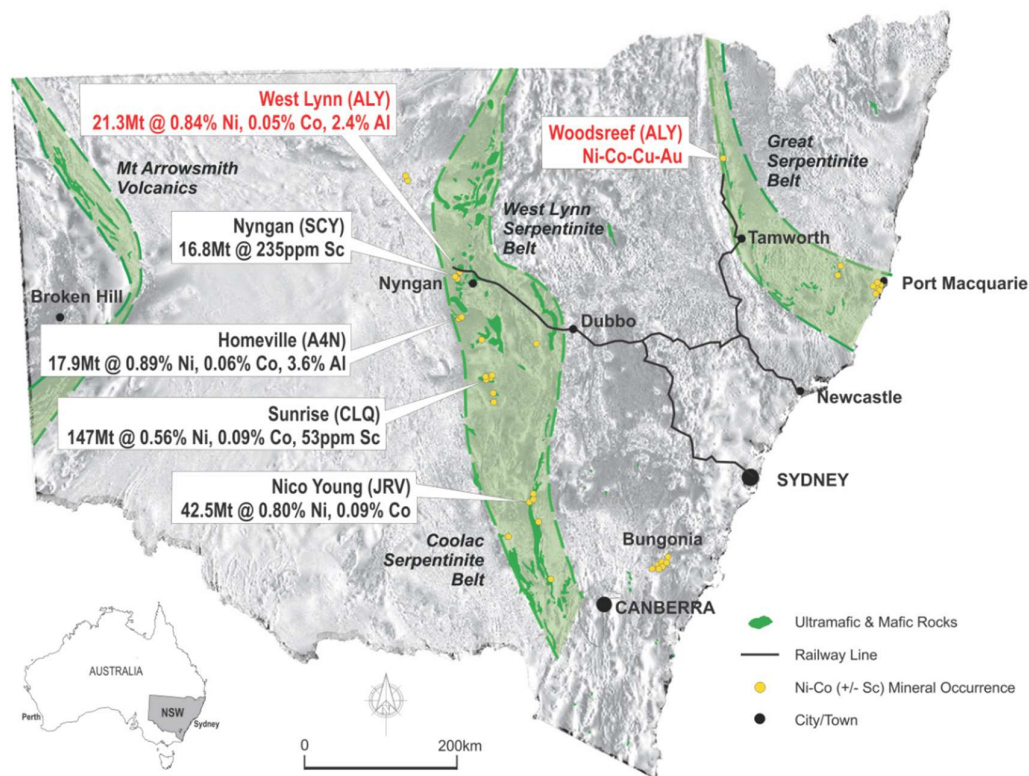 West Lynn (ALY)
21.3Mt @ 0.84% Ni, 0.05% Co, 2.4% Al
Woodsreef (ALY)
Ni-Co-Cu-Au
Great
Serpentinite
Belt
Mt Arrowsmith
Volcanics
West Lynn
Serpentinite
Belt
Nyngan (SCY)
16.8Mt @ 235ppm Sc
Tamworth
Nyngan
Port Macquarie
Broken Hill
Dubbo
Homeville (A4N)
17.9Mt @ 0.89% Ni, 0.06% Co, 3.6% Al
Newcastle
Sunrise (CLQ)
147Mt @ 0.56% Ni, 0.09% Co, 53ppm Sc
SYDNEY
Nico Young (JRV)
42.5Mt @ 0.80% Ni, 0.09% Co
Coolac
Serpentinite
Belt
Bungonia
CANBERRA
Ultramafic & Mafic Rocks
Railway Line
Ni-Co (+/- Sc) Mineral Occurrence
City/Town
AUSTRALIA
NSW
Perth
Sydney
0
200km